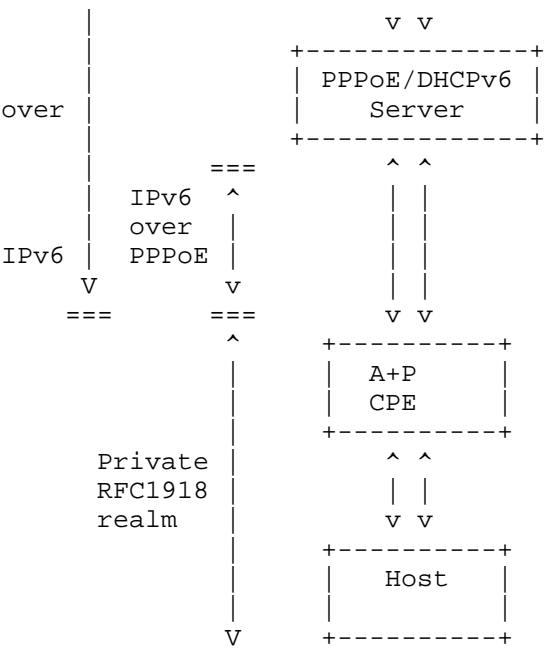 PPPoE/DHCPv6
over Server
===
IPv6
over
IPv6 PPPoE
V v
=== === v v
A+P
CPE
Private
RFC1918
realm v v
Host
V